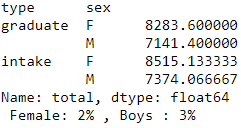 type      sex
graduate  F      8283.600000
          M      7141.400000
intake    F      8515.133333
          M      7374.066667
Name: total, dtype: float64
 Female: 2% , Boys : 3%